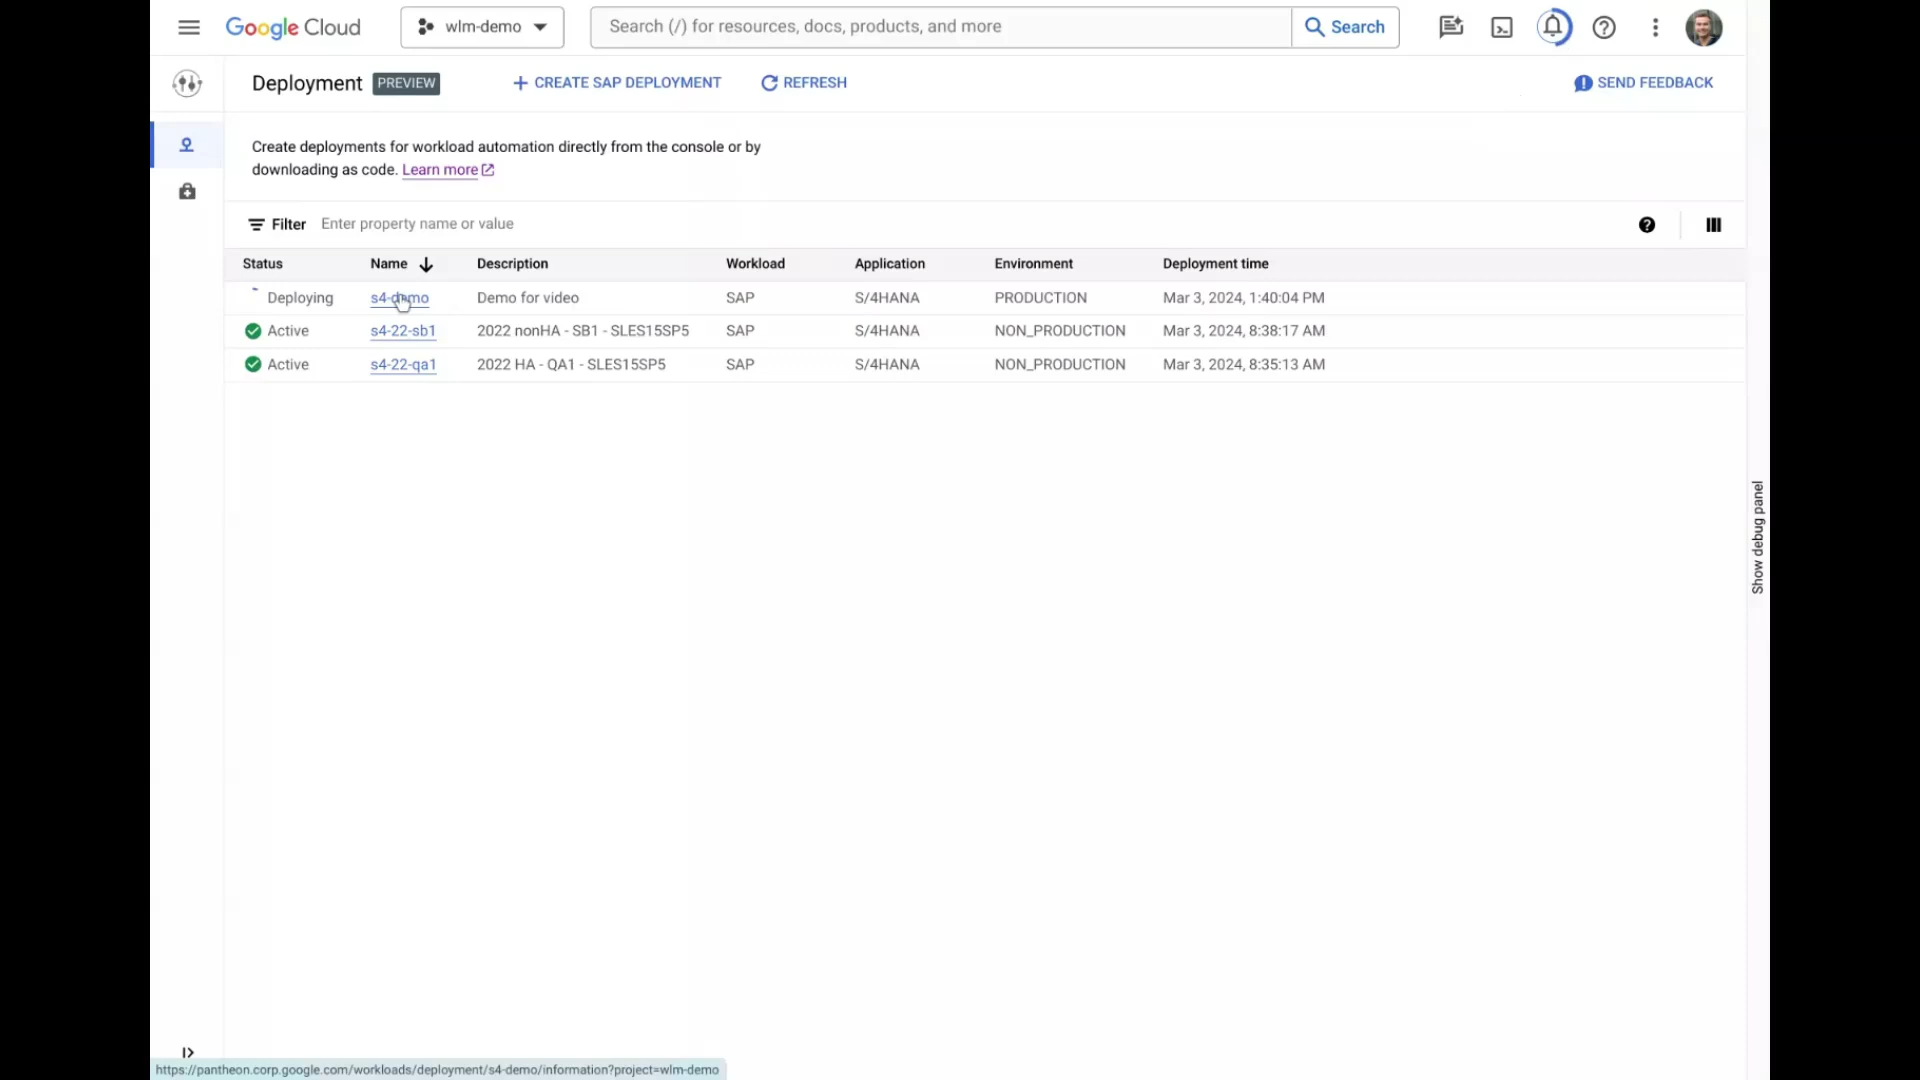 Google Cloud
wlm-demo
Search (/) for resources, docs, products, and more
Search
Deployment PREVIEW
CREATE SAP DEPLOYMENT
REFRESH
SEND FEEDBACK
Create deployments for workload automation directly from the console or by
downloading as code. Learn more
Filter Enter property name or value
Status Name Description Workload Application Environment Deployment time
Deploying s4-demo Demo for video SAP S/4HANA PRODUCTION Mar 3, 2024, 1:40:04 PM
Active s4-22-sb1 2022 nonHA - SB1 - SLES15SP5 SAP S/4HANA NON_PRODUCTION Mar 3, 2024, 8:38:17 AM
Active s4-22-qa1 2022 HA - QA1 - SLES15SP5 SAP S/4HANA NON_PRODUCTION Mar 3, 2024, 8:35:13 AM
Show debug panel
https://pantheon.corp.google.com/workloads/deployment/s4-demo/information?project=wlm-demo